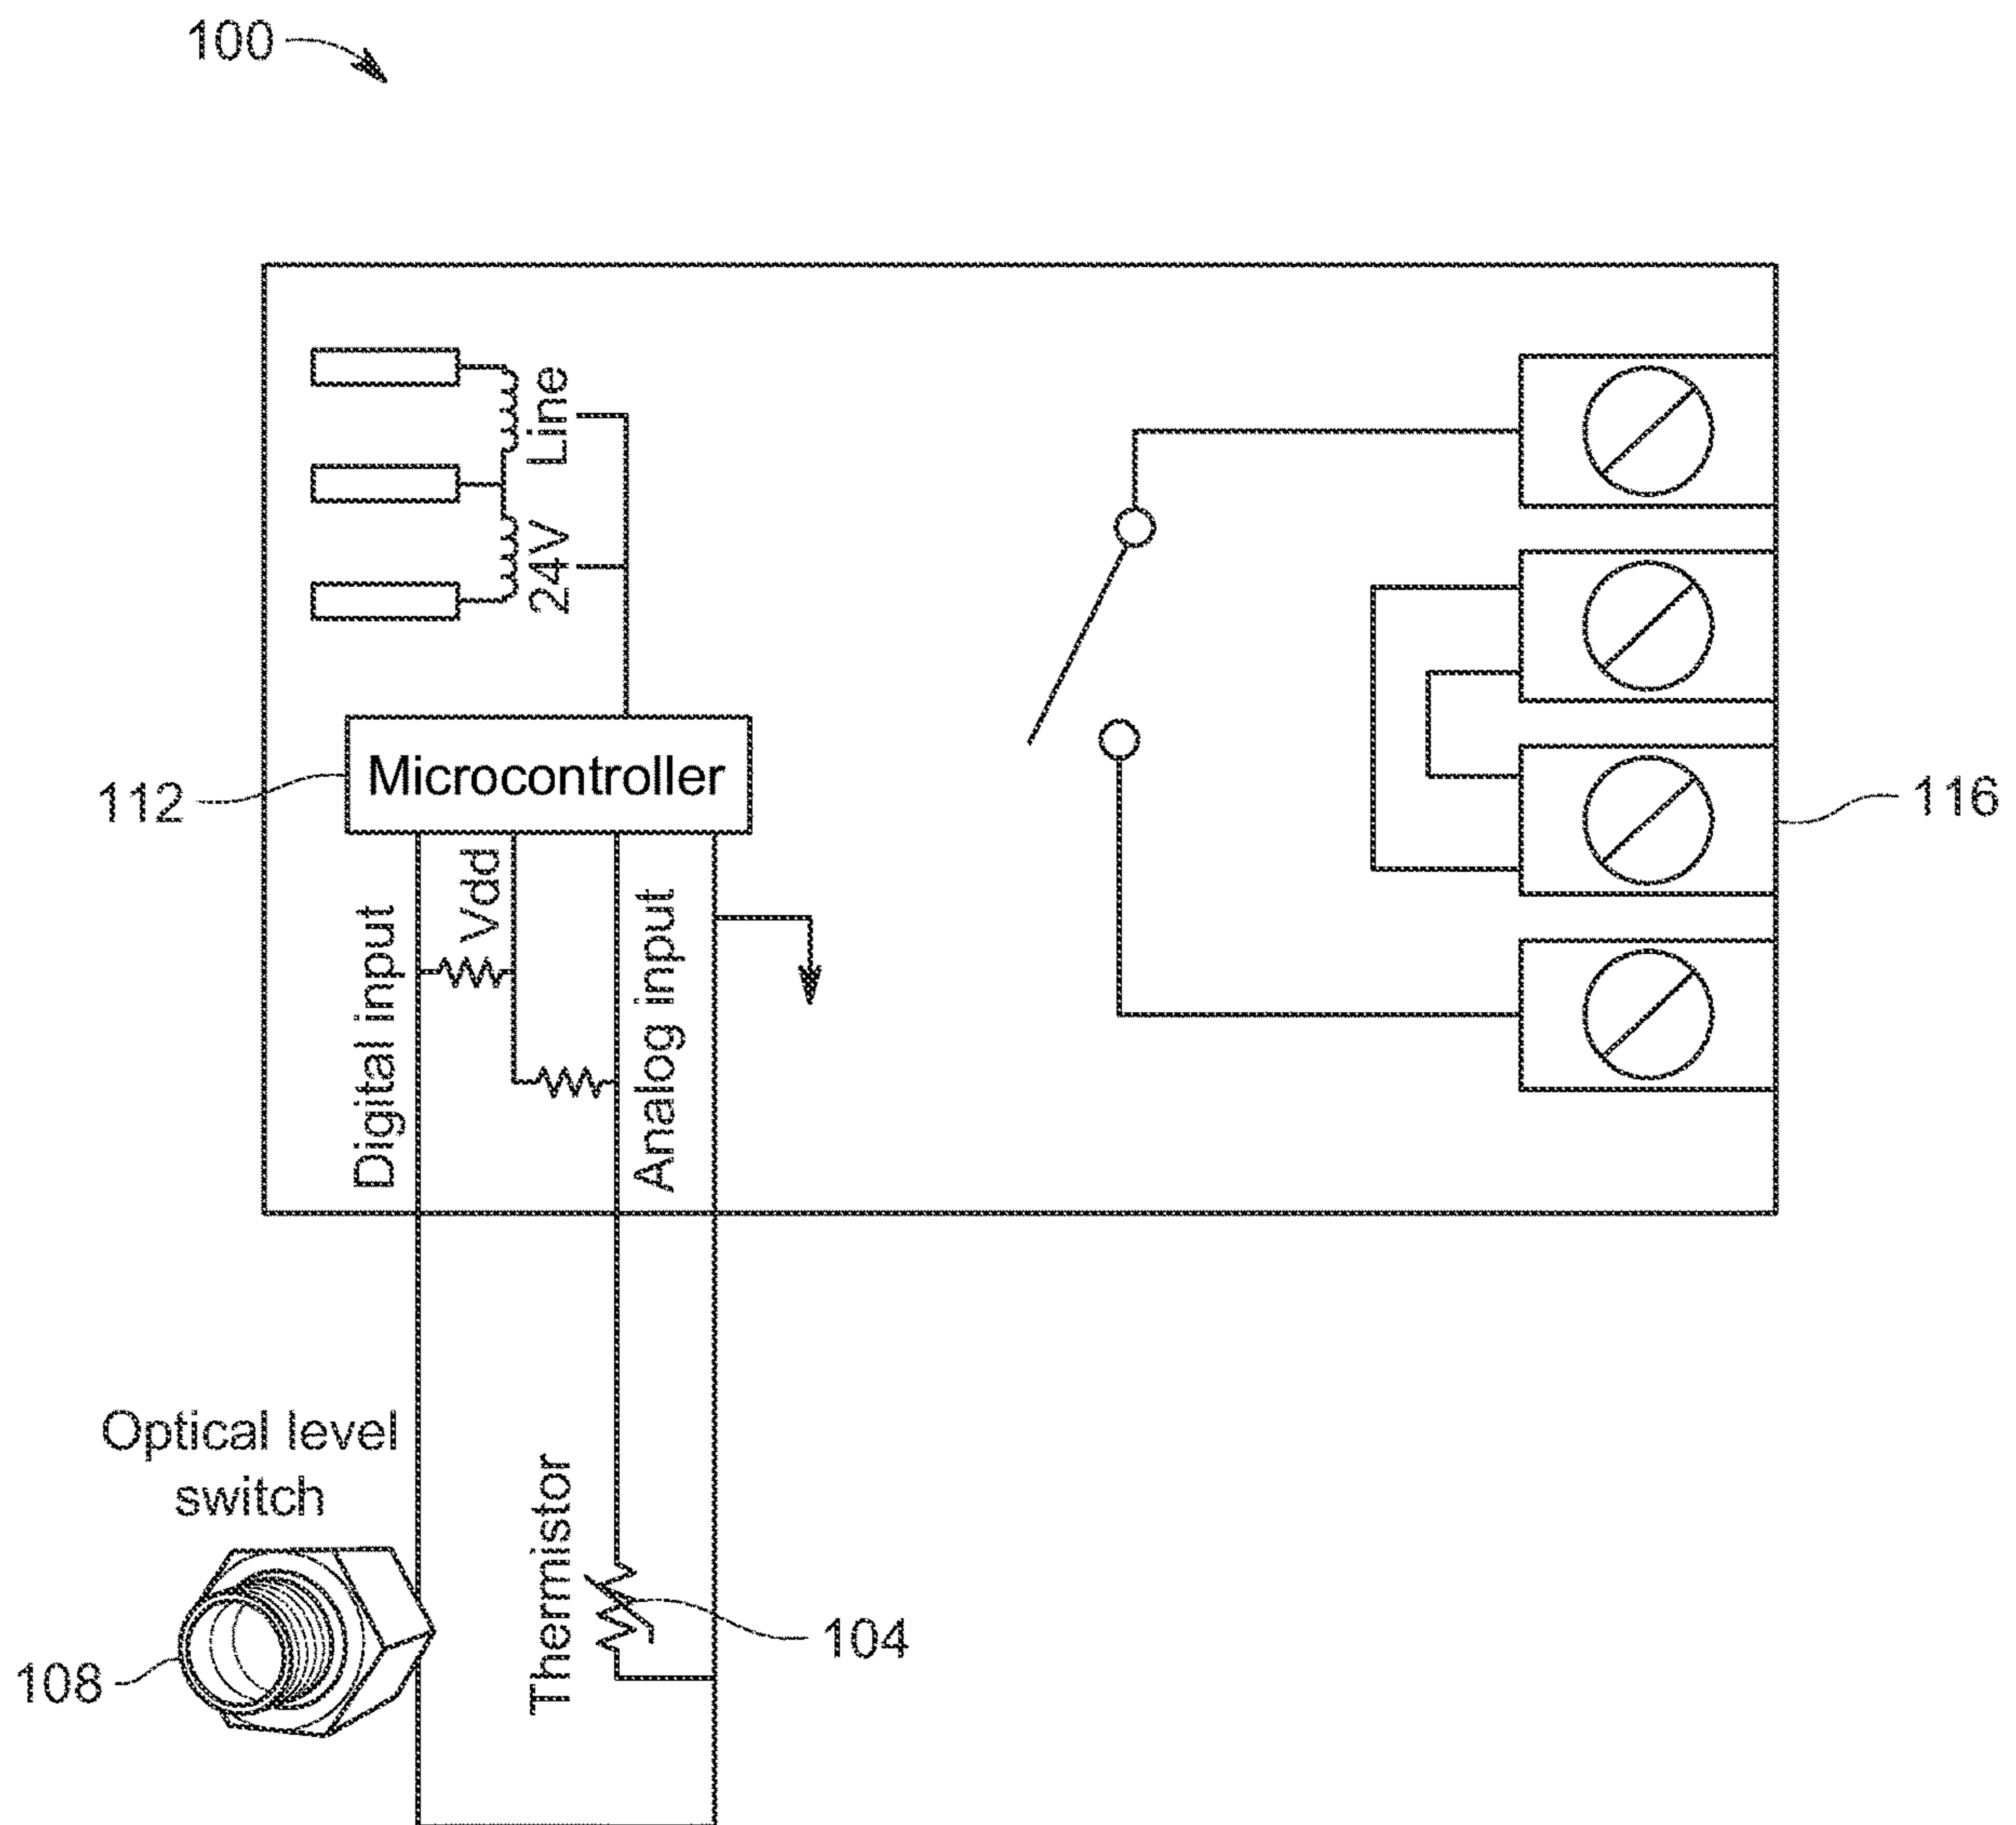 100
Line
24V
Microcontroller
112
116
Vdd
Digital input
Analog input
Optical level
switch
Thermistor
104
108